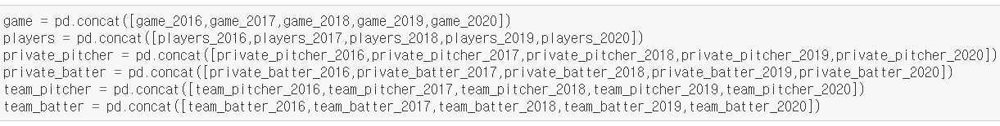 game = pd.concat([game_2016,game_2017,game_2018,game_2019,game_2020])
players = pd.concat([players_2016,players_2017,players_2018,players_2019,players_2020])
private_pitcher = pd.concat([private_pitcher_2016,private_pitcher_2017,private_pitcher_2018,private_pitcher_2019,private_pitcher_2020])
private_batter = pd.concat([private_batter_2016,private_batter_2017,private_batter_2018,private_batter_2019,private_batter_2020])
team_pitcher = pd.concat([team_pitcher_2016,team_pitcher_2017,team_pitcher_2018,team_pitcher_2019,team_pitcher_2020])
team_batter = pd.concat([team_batter_2016,team_batter_2017,team_batter_2018,team_batter_2019,team_batter_2020])